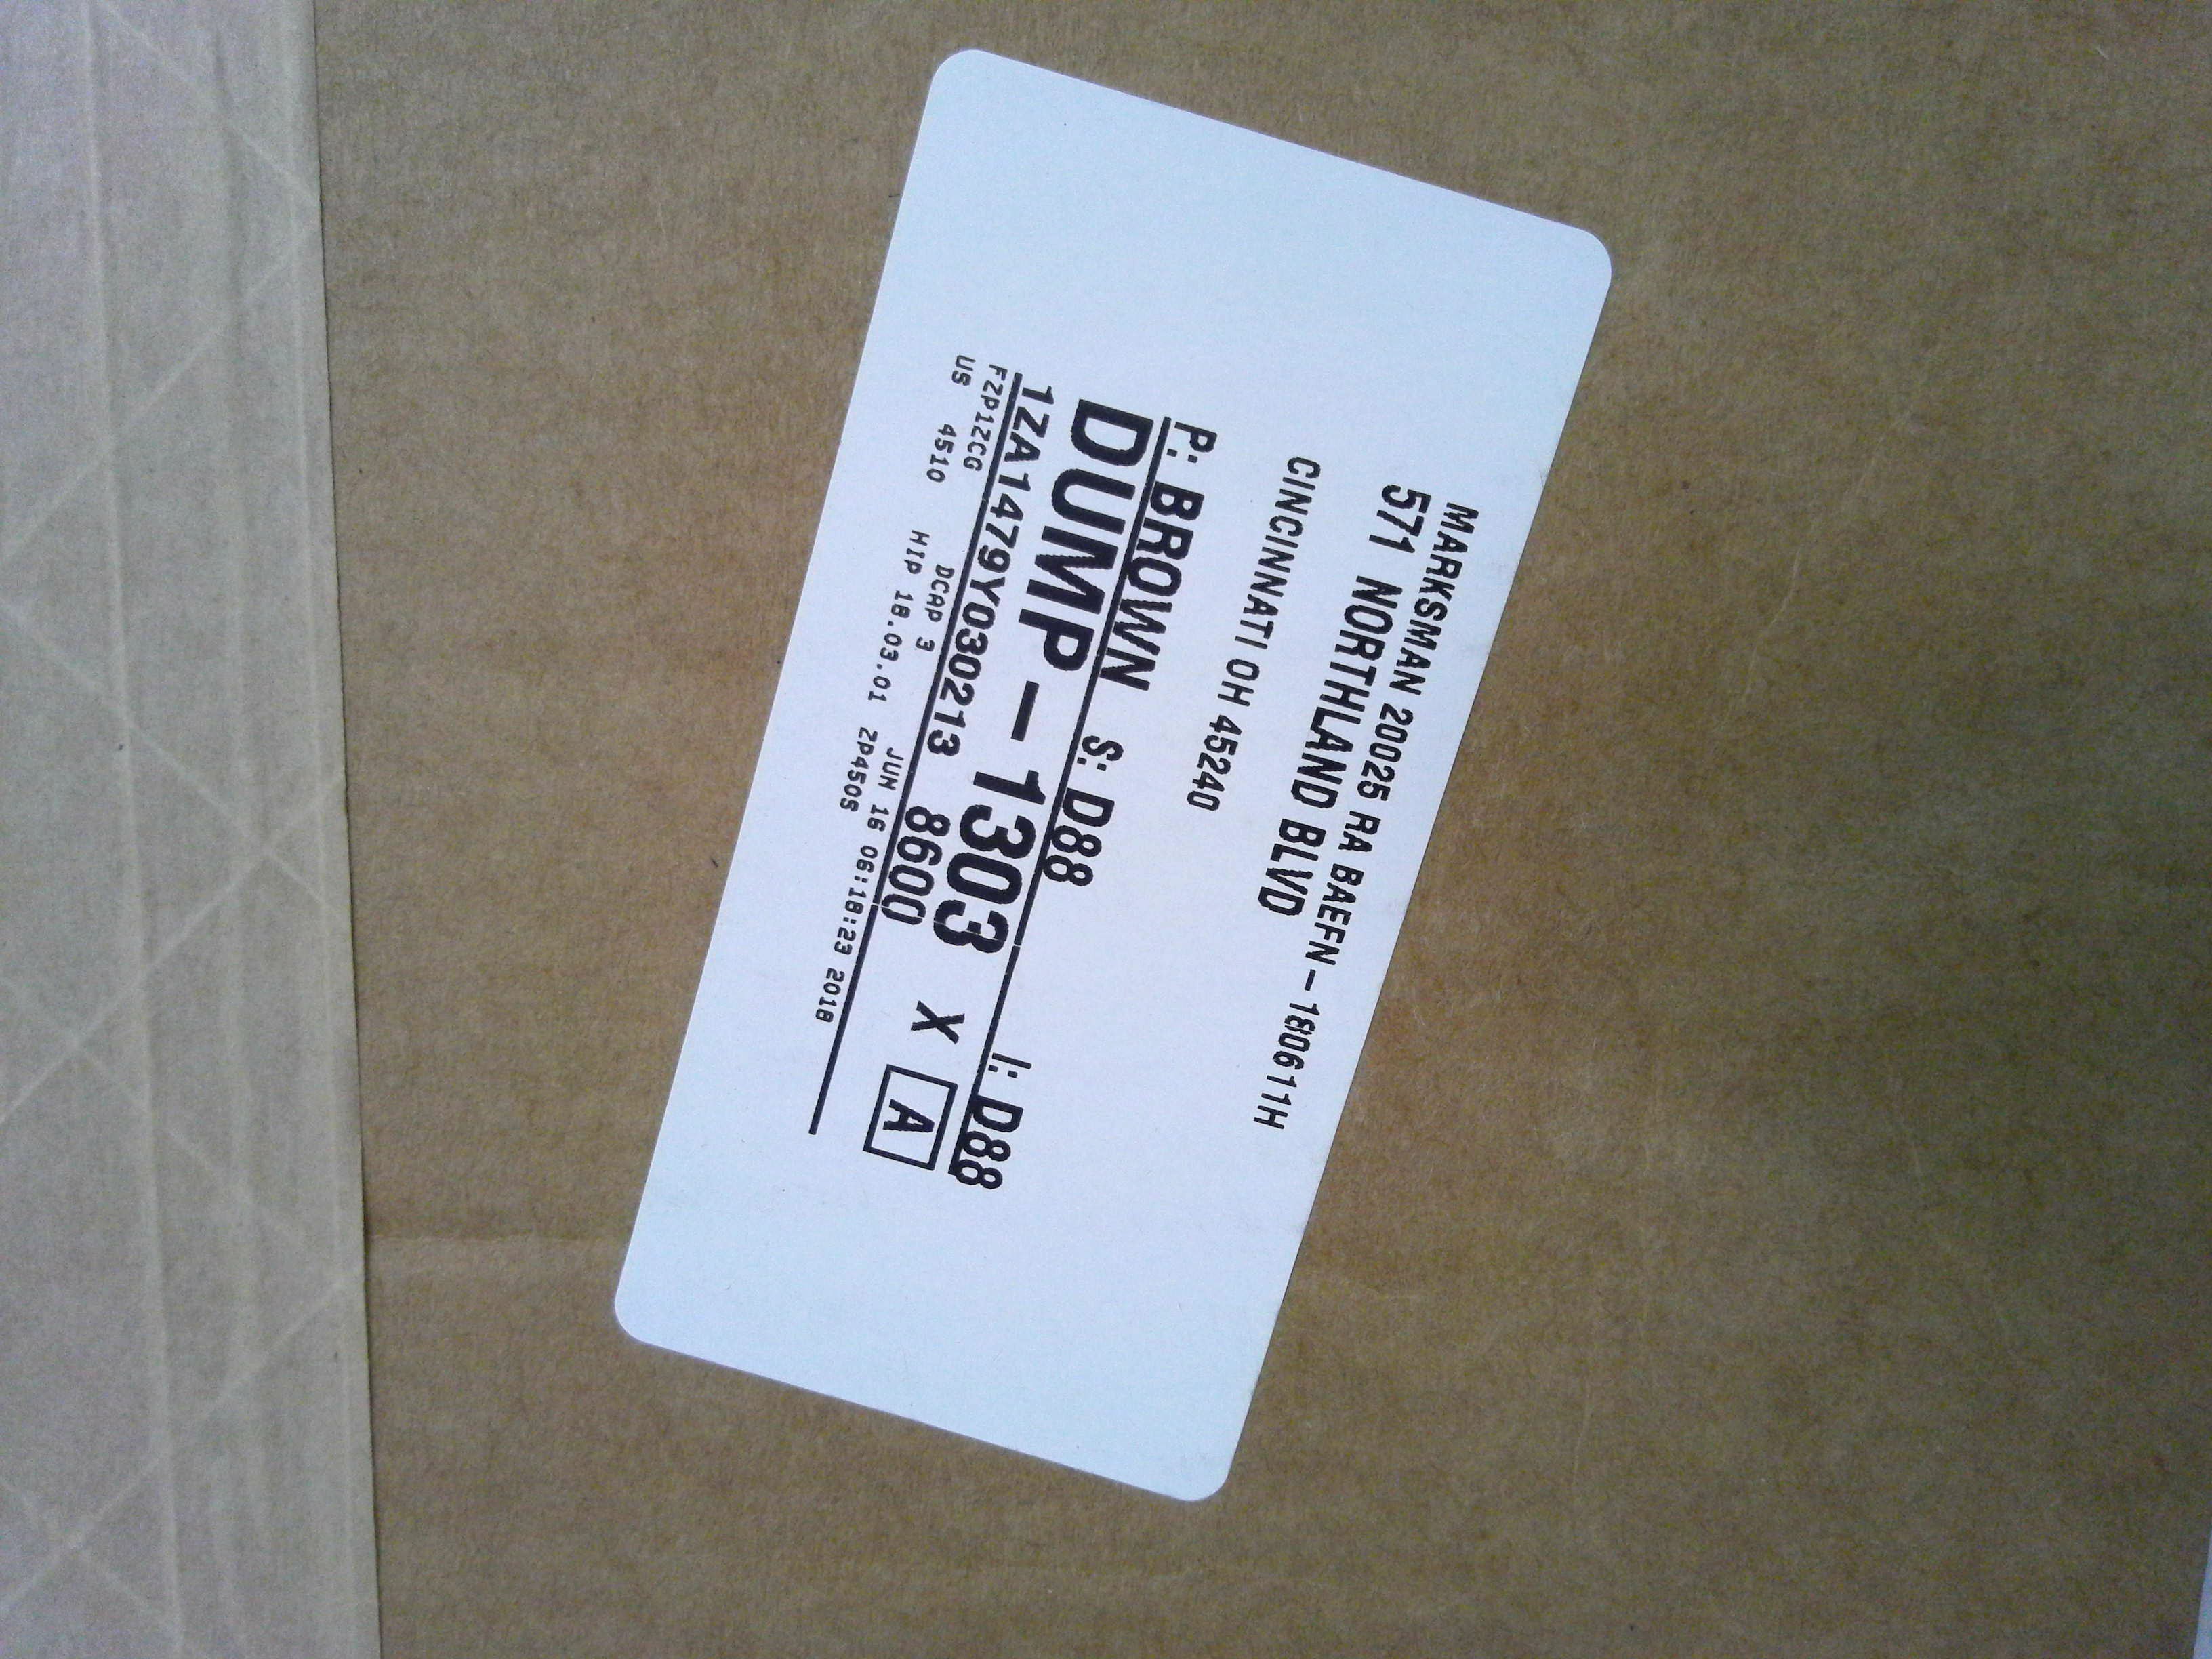 MARKSMAN 20025 RA BAEFN-180611H
571 NORTHLAND BLVD
CINCINNATI OH 45240
P: BROWN S: D88 I: D88
DUMP-1303 X A
1ZA1479Y030213 8600
FZP1ZCG DCAP 3 JUN 16 06:18:23 2018
US 4510 HIP 18.03.01 ZP450S